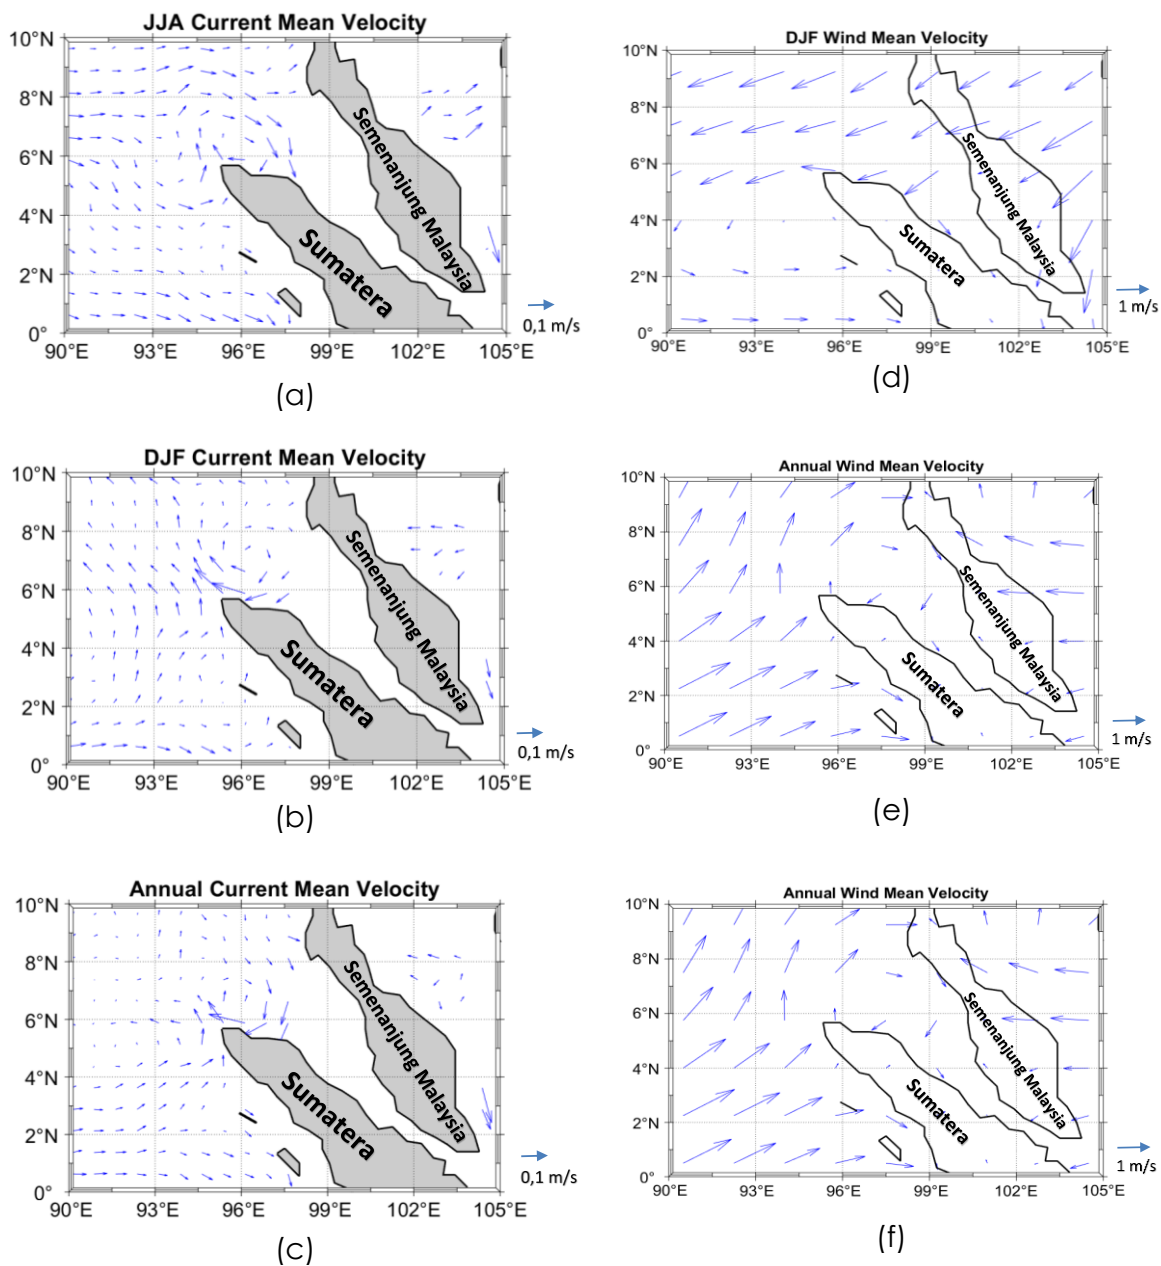 JJA Current Mean Velocity
10°N
8°N
6°N
4°N
2°N
0°
90°E 93°E 96°E 99°E 102°E 105°E
Semenanjung Malaysia
Sumatera
0,1 m/s
(a)
DJF Wind Mean Velocity
10°N
8°N
6°N
4°N
2°N
0°
90°E 93°E 96°E 99°E 102°E 105°E
Semenanjung Malaysia
Sumatera
1 m/s
(d)
DJF Current Mean Velocity
10°N
8°N
6°N
4°N
2°N
0°
90°E 93°E 96°E 99°E 102°E 105°E
Semenanjung Malaysia
Sumatera
0,1 m/s
(b)
Annual Wind Mean Velocity
10°N
8°N
6°N
4°N
2°N
0°
90°E 93°E 96°E 99°E 102°E 105°E
Semenanjung Malaysia
Sumatera
1 m/s
(e)
Annual Current Mean Velocity
10°N
8°N
6°N
4°N
2°N
0°
90°E 93°E 96°E 99°E 102°E 105°E
Semenanjung Malaysia
Sumatera
0,1 m/s
(c)
Annual Wind Mean Velocity
10°N
8°N
6°N
4°N
2°N
0°
90°E 93°E 96°E 99°E 102°E 105°E
Semenanjung Malaysia
Sumatera
1 m/s
(f)